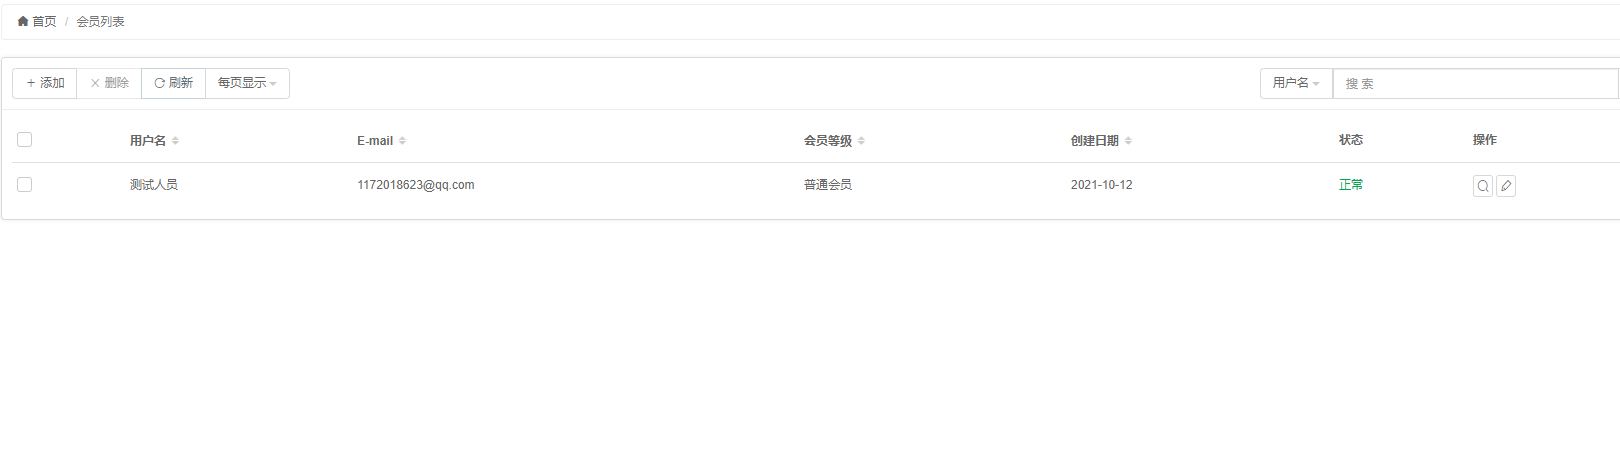 首页 / 会员列表
添加 删除 刷新 每页显示 用户名 搜 索
用户名 E-mail 会员等级 创建日期 状态 操作
测试人员 1172018623@qq.com 普通会员 2021-10-12 正常